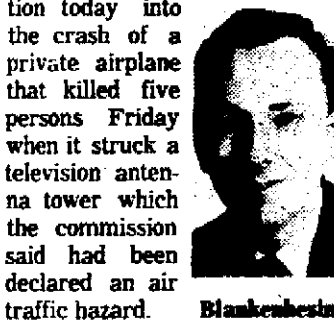 tion today into
the crash of a
private airplane
that killed five
persons Friday
when it struck a
television anten-
na tower which
the commission
said had been
declared an air
traffic hazard.